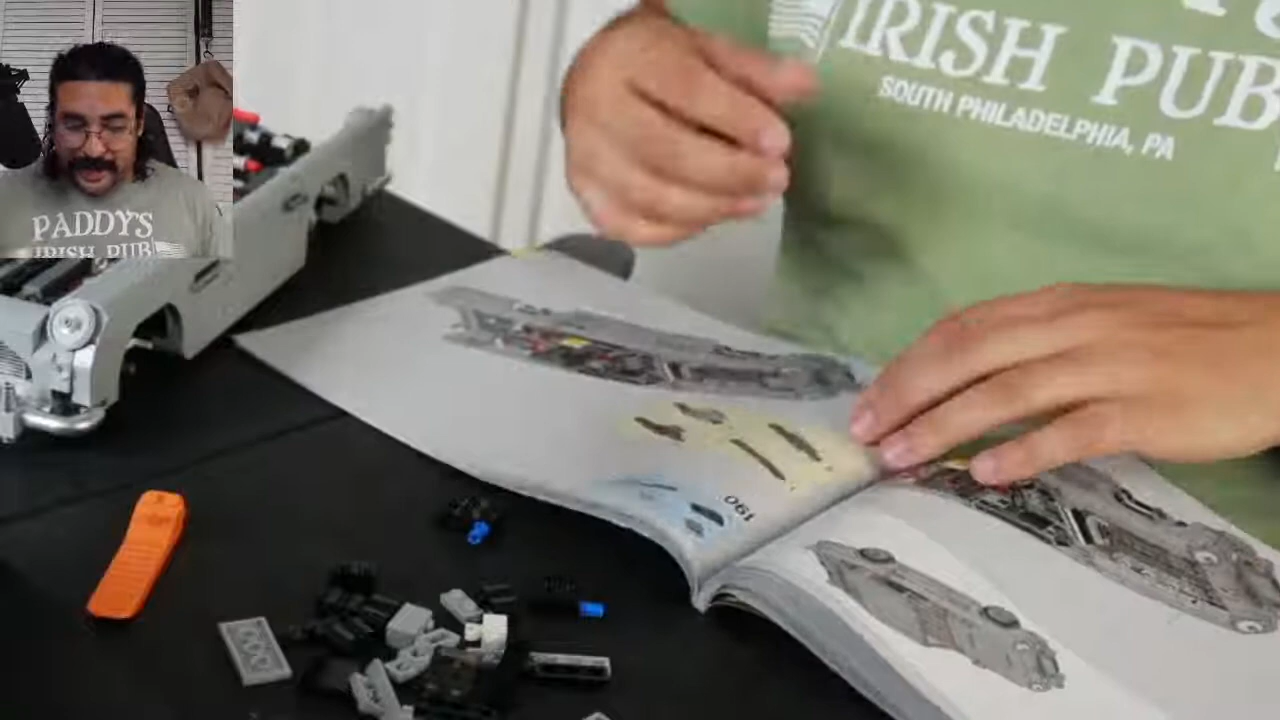 PADDY'S
IRISH PUB
IRISH PUB
SOUTH PHILADELPHIA, PA
190